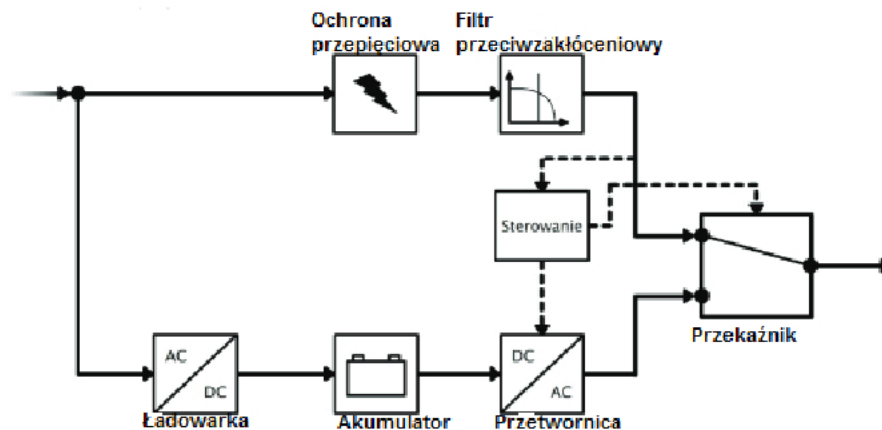 Ochrona
przepięciowa
Filtr
przeciwzakłóceniowy
Sterowanie
Przekaźnik
AC
DC
DC
AC
Ładowarka
Akumulator
Przetwornica